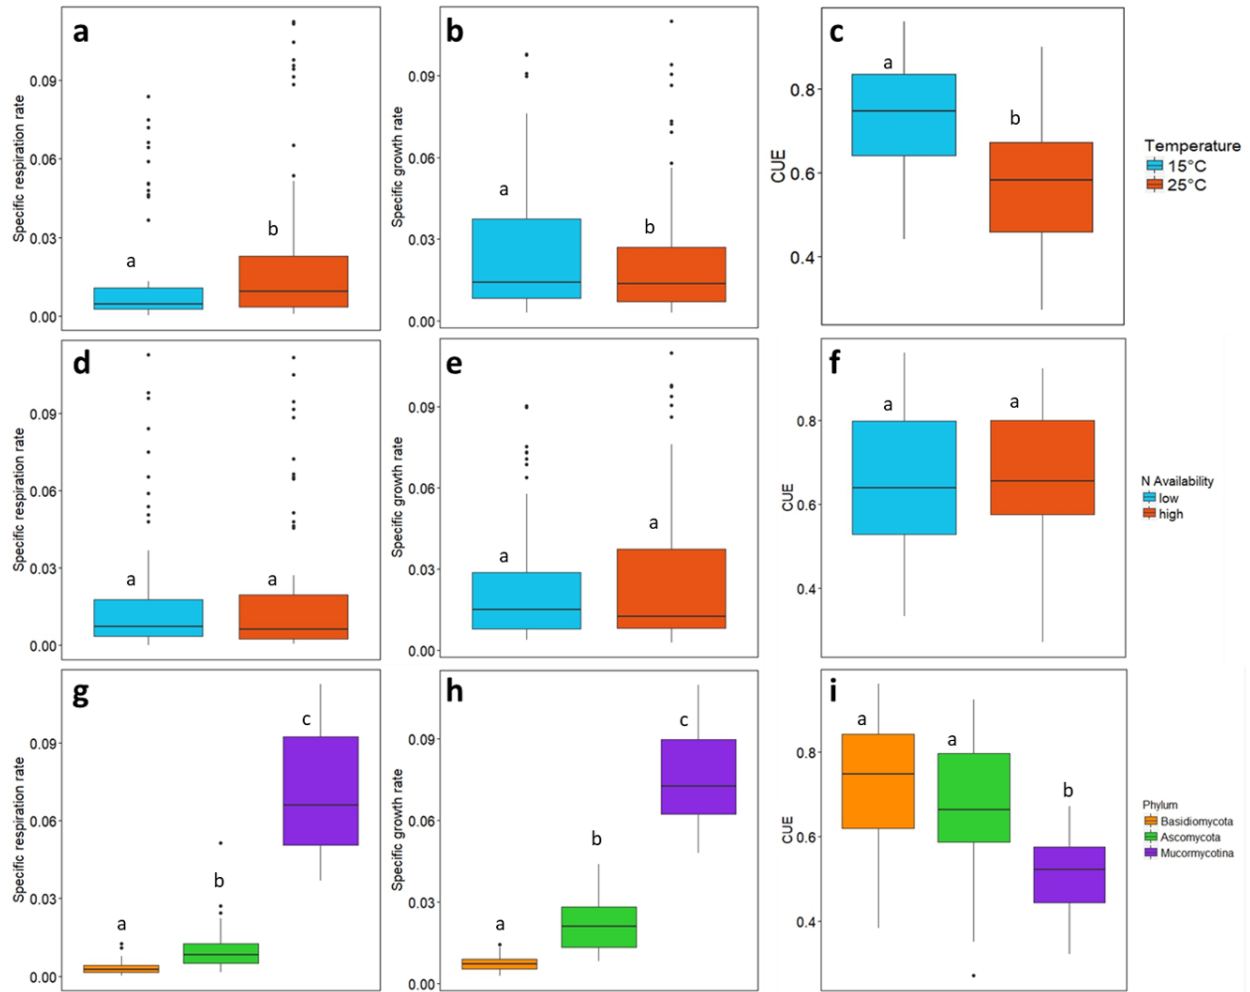 a
Specific respiration rate
0.09
0.06
0.03
0.00
a
b
b
Specific growth rate
0.09
0.06
0.03
0.00
a
b
c
CUE
0.8
0.6
0.4
a
b
Temperature
15°C
25°C
d
Specific respiration rate
0.09
0.06
0.03
0.00
a
a
e
Specific growth rate
0.09
0.06
0.03
0.00
a
a
f
CUE
0.8
0.6
0.4
a
a
N Availability
low
high
g
Specific respiration rate
0.09
0.06
0.03
0.00
a
b
c
h
Specific growth rate
0.09
0.06
0.03
0.00
a
b
c
i
CUE
0.8
0.6
0.4
a
a
b
Phylum
Basidiomycota
Ascomycota
Mucormycotina